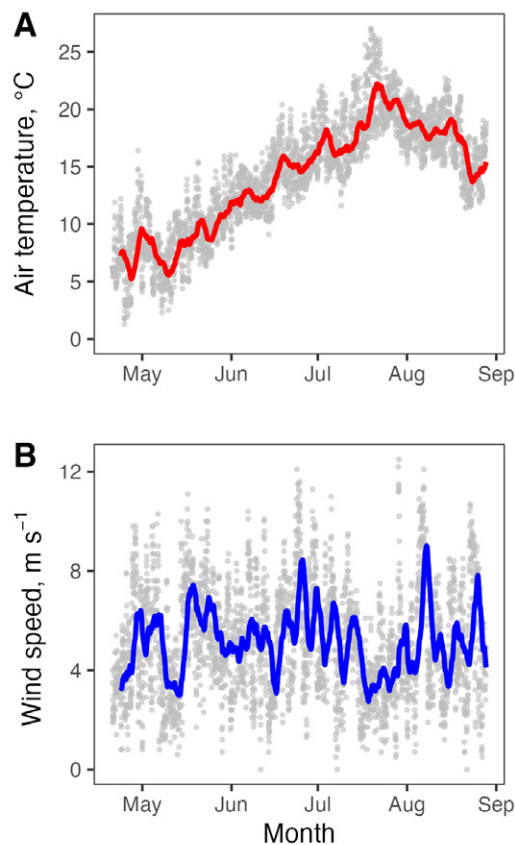 A
Air temperature, °C
25
20
15
10
5
0
May Jun Jul Aug Sep
B
Wind speed, m s⁻¹
12
8
4
0
May Jun Jul Aug Sep
Month